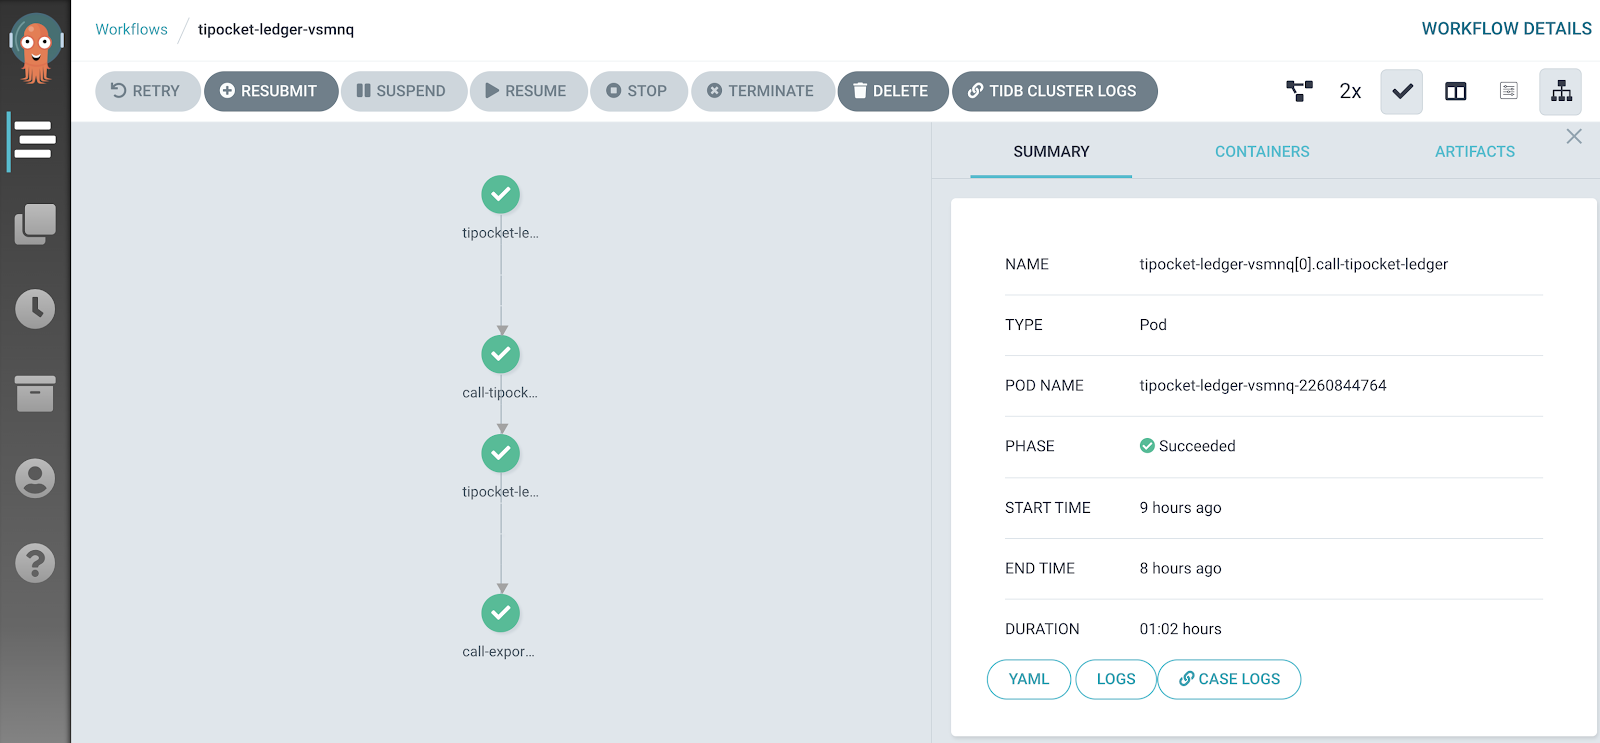 Workflows / tipocket-ledger-vsmnq
WORKFLOW DETAILS
RETRY
RESUBMIT
SUSPEND
RESUME
STOP
TERMINATE
DELETE
TIDB CLUSTER LOGS
2x
tipocket-le...
call-tipock...
tipocket-le...
call-expor...
SUMMARY
CONTAINERS
ARTIFACTS
NAME tipocket-ledger-vsmnq[0].call-tipocket-ledger
TYPE Pod
POD NAME tipocket-ledger-vsmnq-2260844764
PHASE Succeeded
START TIME 9 hours ago
END TIME 8 hours ago
DURATION 01:02 hours
YAML
LOGS
CASE LOGS